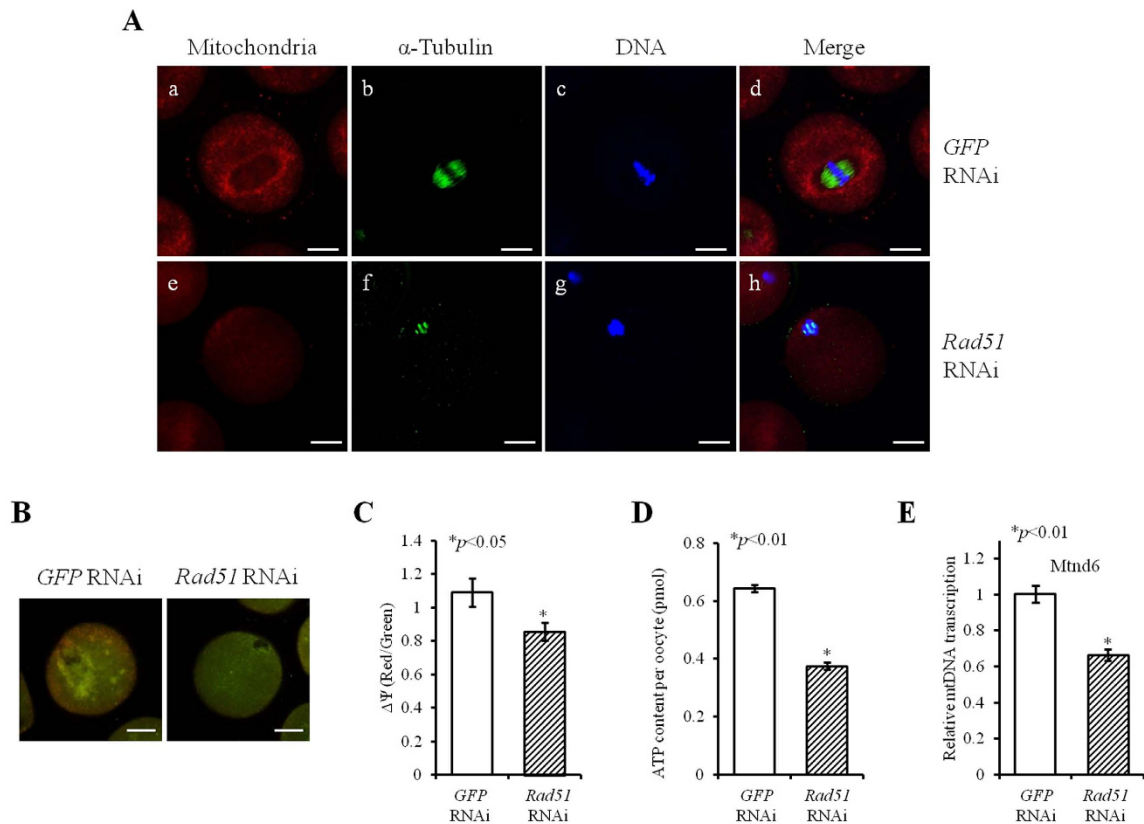 A
Mitochondria α-Tubulin DNA Merge
a b c d
GFP
RNAi
e f g h
Rad51
RNAi
B
GFP RNAi Rad51 RNAi
C
*p<0.05
ΔΨ (Red/Green)
1.4
1.2
1
0.8
0.6
0.4
0.2
0
*
GFP
RNAi
Rad51
RNAi
D
*p<0.01
ATP content per oocyte (pmol)
0.8
0.6
0.4
0.2
0
*
GFP
RNAi
Rad51
RNAi
E
*p<0.01
Mtnd6
Relative mtDNA transcription
1.2
1
0.8
0.6
0.4
0.2
0
*
GFP
RNAi
Rad51
RNAi